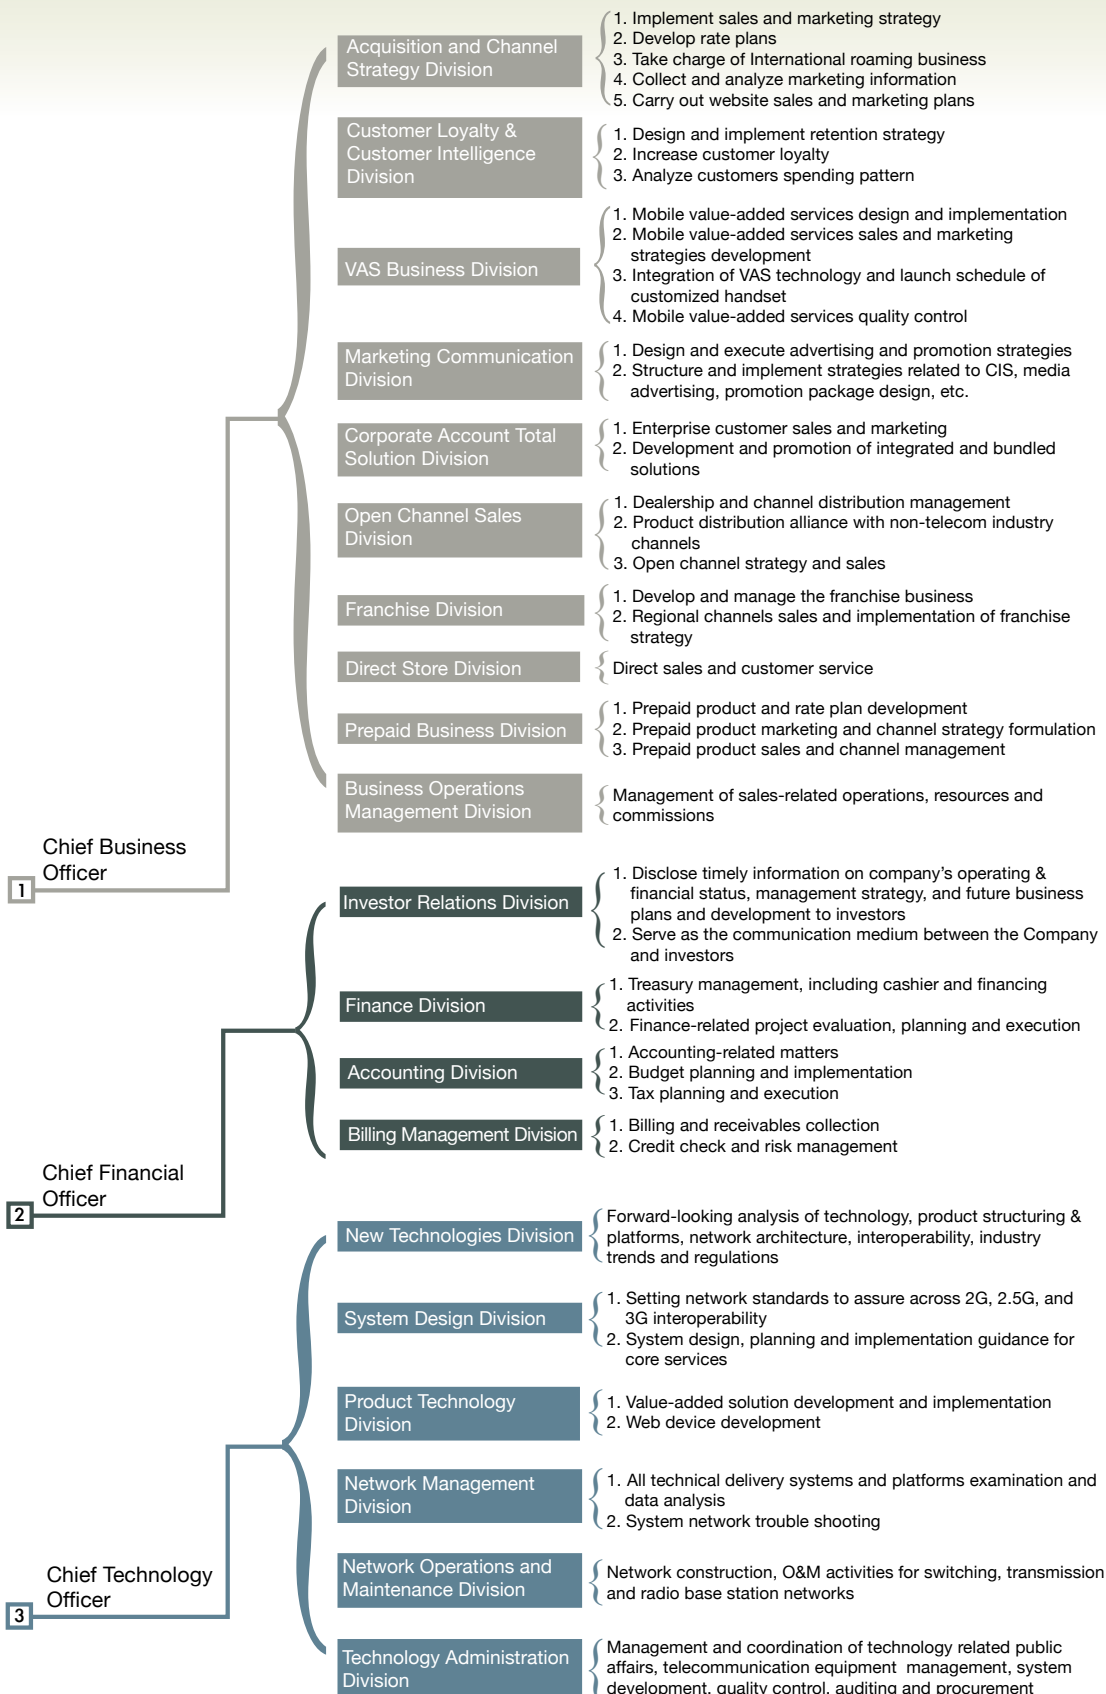 Acquisition and Channel
Strategy Division
1. Implement sales and marketing strategy
2. Develop rate plans
3. Take charge of International roaming business
4. Collect and analyze marketing information
5. Carry out website sales and marketing plans
Customer Loyalty &
Customer Intelligence
Division
1. Design and implement retention strategy
2. Increase customer loyalty
3. Analyze customers spending pattern
VAS Business Division
1. Mobile value-added services design and implementation
2. Mobile value-added services sales and marketing
strategies development
3. Integration of VAS technology and launch schedule of
customized handset
4. Mobile value-added services quality control
Marketing Communication
Division
1. Design and execute advertising and promotion strategies
2. Structure and implement strategies related to CIS, media
advertising, promotion package design, etc.
Corporate Account Total
Solution Division
1. Enterprise customer sales and marketing
2. Development and promotion of integrated and bundled
solutions
Open Channel Sales
Division
1. Dealership and channel distribution management
2. Product distribution alliance with non-telecom industry
channels
3. Open channel strategy and sales
Franchise Division
1. Develop and manage the franchise business
2. Regional channels sales and implementation of franchise
strategy
Direct Store Division
Direct sales and customer service
Prepaid Business Division
1. Prepaid product and rate plan development
2. Prepaid product marketing and channel strategy formulation
3. Prepaid product sales and channel management
Business Operations
Management Division
Management of sales-related operations, resources and
commissions
Chief Business
Officer
1
Investor Relations Division
1. Disclose timely information on company's operating &
financial status, management strategy, and future business
plans and development to investors
2. Serve as the communication medium between the Company
and investors
Finance Division
1. Treasury management, including cashier and financing
activities
2. Finance-related project evaluation, planning and execution
Accounting Division
1. Accounting-related matters
2. Budget planning and implementation
3. Tax planning and execution
Billing Management Division
1. Billing and receivables collection
2. Credit check and risk management
Chief Financial
Officer
2
New Technologies Division
Forward-looking analysis of technology, product structuring &
platforms, network architecture, interoperability, industry
trends and regulations
System Design Division
1. Setting network standards to assure across 2G, 2.5G, and
3G interoperability
2. System design, planning and implementation guidance for
core services
Product Technology
Division
1. Value-added solution development and implementation
2. Web device development
Network Management
Division
1. All technical delivery systems and platforms examination and
data analysis
2. System network trouble shooting
Network Operations and
Maintenance Division
Network construction, O&M activities for switching, transmission
and radio base station networks
Chief Technology
Officer
3
Technology Administration
Division
Management and coordination of technology related public
affairs, telecommunication equipment management, system
development, quality control, auditing and procurement